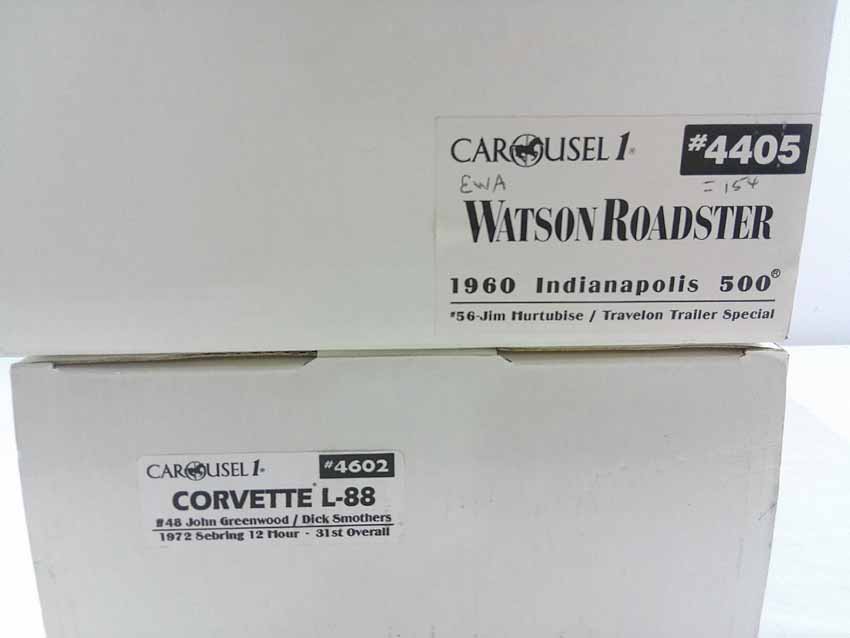 CAROUSEL 1® #4405
EWA = 154
WATSON ROADSTER
1960 Indianapolis 500®
#56-Jim Hurtubise / Travelon Trailer Special
CAROUSEL 1® #4602
CORVETTE® L-88
#48 John Greenwood / Dick Smothers
1972 Sebring 12 Hour - 31st Overall